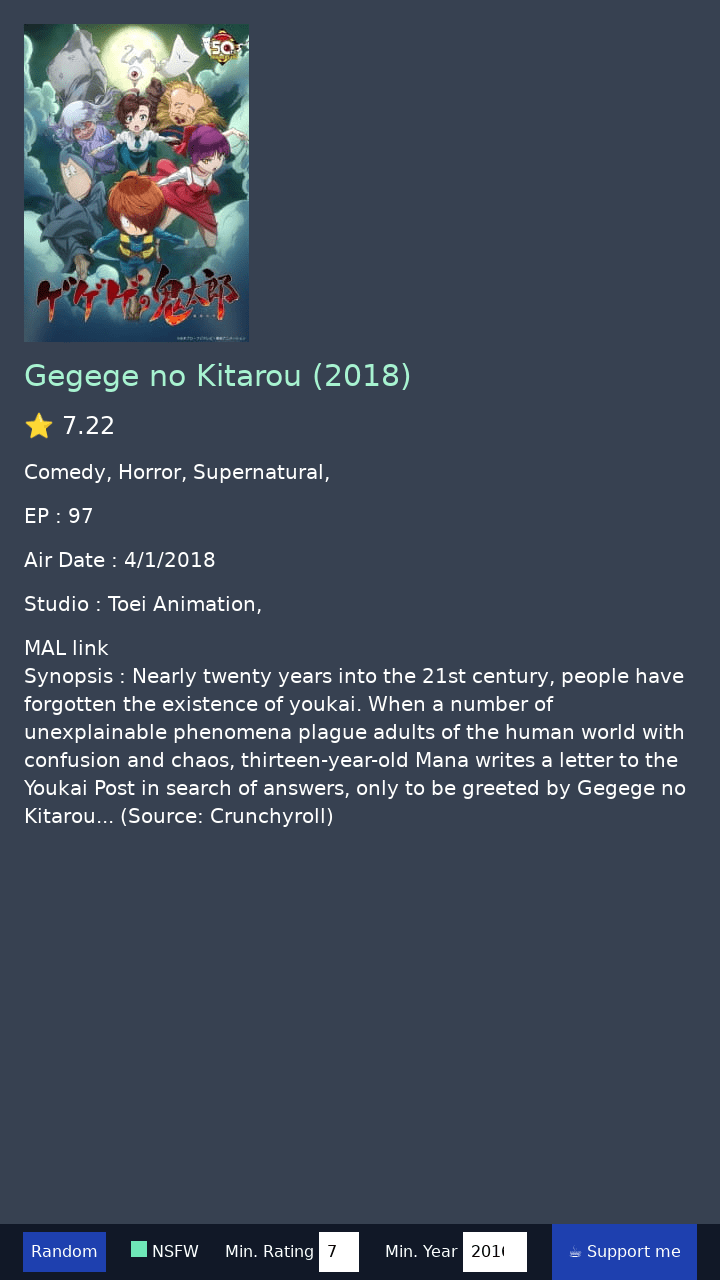 50th
ゲゲゲの鬼太郎
Gegege no Kitarou (2018)
7.22
Comedy, Horror, Supernatural,
EP : 97
Air Date : 4/1/2018
Studio : Toei Animation,
MAL link
Synopsis : Nearly twenty years into the 21st century, people have
forgotten the existence of youkai. When a number of
unexplainable phenomena plague adults of the human world with
confusion and chaos, thirteen-year-old Mana writes a letter to the
Youkai Post in search of answers, only to be greeted by Gegege no
Kitarou... (Source: Crunchyroll)
Random NSFW Min. Rating 7 Min. Year 201 Support me